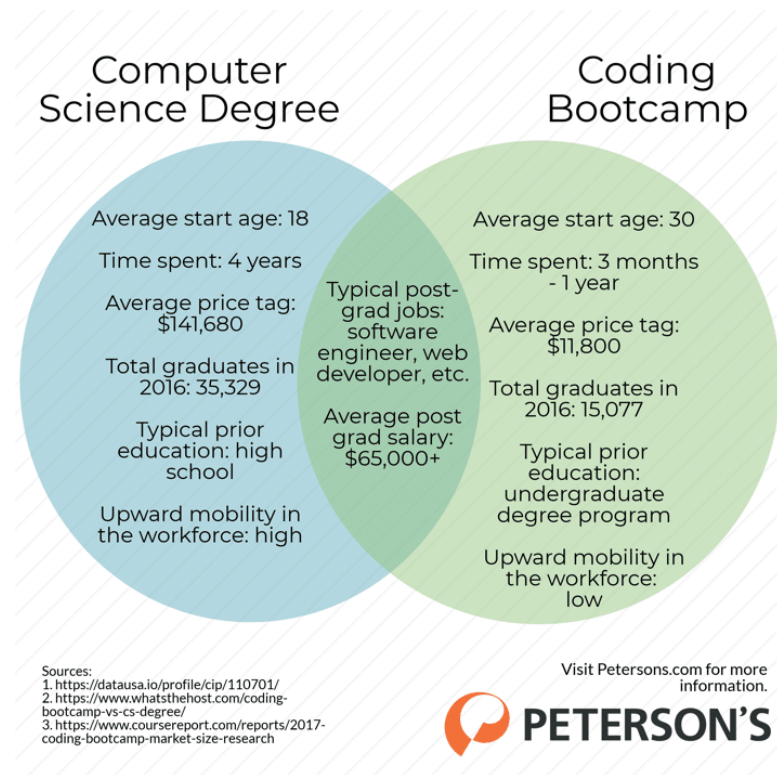 Computer
Science Degree
Coding
Bootcamp
Average start age: 18
Time spent: 4 years
Average price tag:
$141,680
Total graduates in
2016: 35,329
Typical prior
education: high
school
Upward mobility in
the workforce: high
Typical post-
grad jobs:
software
engineer, web
developer, etc.
Average post
grad salary:
$65,000+
Average start age: 30
Time spent: 3 months
- 1 year
Average price tag:
$11,800
Total graduates in
2016: 15,077
Typical prior
education:
undergraduate
degree program
Upward mobility in
the workforce:
low
Sources:
1. https://datausa.io/profile/cip/110701/
2. https://www.whatsthehost.com/coding-
bootcamp-vs-cs-degree/
3. https://www.coursereport.com/reports/2017-
coding-bootcamp-market-size-research
Visit Petersons.com for more
information.
PETERSON'S